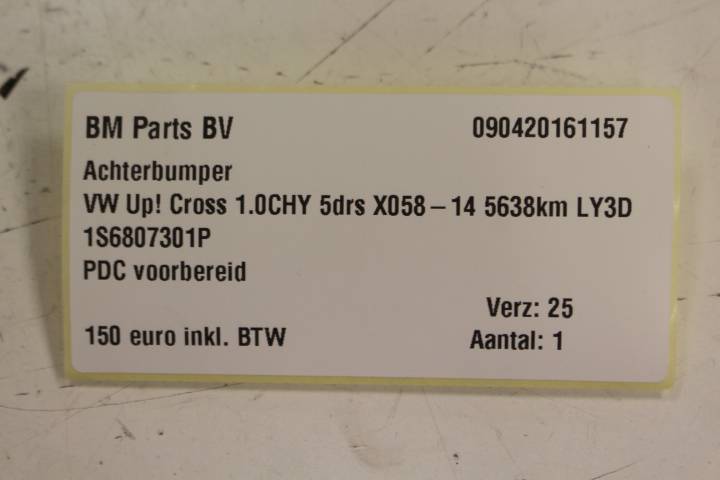 BM Parts BV 090420161157
Achterbumper
VW Up! Cross 1.0CHY 5drs X058 – 14 5638km LY3D
1S6807301P
PDC voorbereid
Verz: 25
150 euro inkl. BTW Aantal: 1